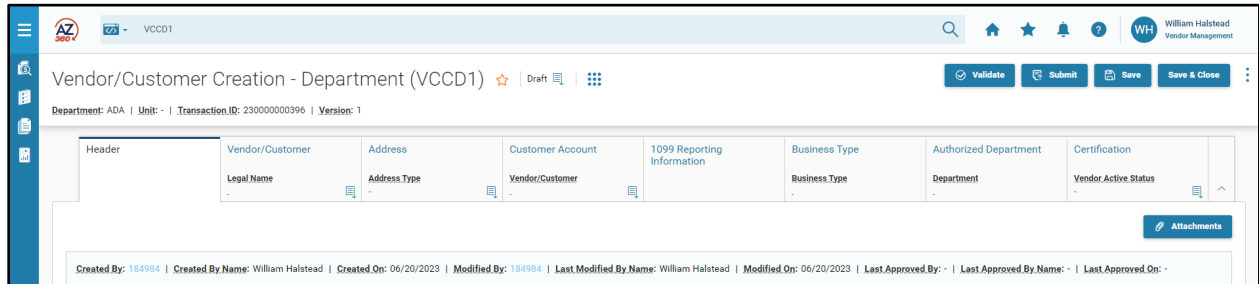 AZ
360
VCCD1
WH
William Halstead
Vendor Management
Vendor/Customer Creation - Department (VCCD1)
Draft
Validate
Submit
Save
Save & Close
Department: ADA | Unit: - | Transaction ID: 230000000396 | Version: 1
Header
Vendor/Customer
Address
Customer Account
1099 Reporting
Information
Business Type
Authorized Department
Certification
Legal Name
Address Type
Vendor/Customer
Business Type
Department
Vendor Active Status
-
-
-
-
-
-
Attachments
Created By: 184984 | Created By Name: William Halstead | Created On: 06/20/2023 | Modified By: 184984 | Last Modified By Name: William Halstead | Modified On: 06/20/2023 | Last Approved By: - | Last Approved By Name: - | Last Approved On: -